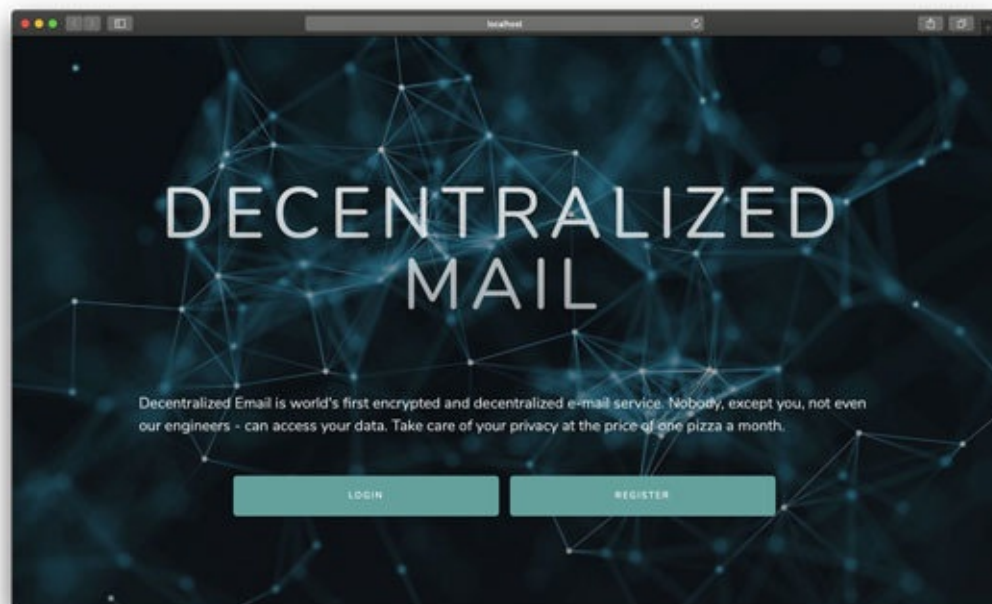 localhost
DECENTRALIZED
MAIL
Decentralized Email is world's first encrypted and decentralized e-mail service. Nobody, except you, not even
our engineers - can access your data. Take care of your privacy at the price of one pizza a month.
LOGIN
REGISTER